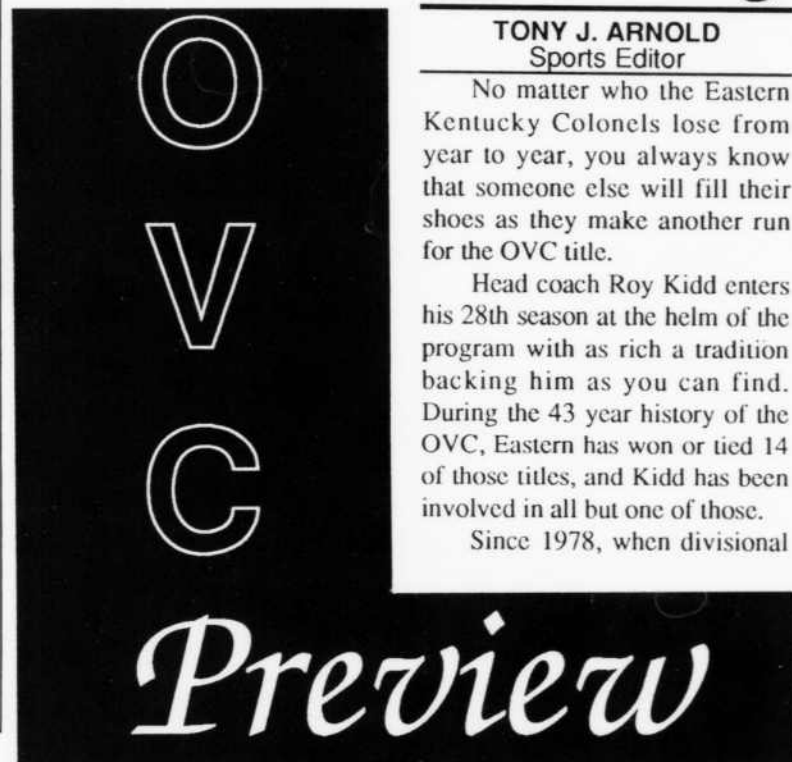 O
V
C
Preview
TONY J. ARNOLD
Sports Editor
No matter who the Eastern
Kentucky Colonels lose from
year to year, you always know
that someone else will fill their
shoes as they make another run
for the OVC title.
Head coach Roy Kidd enters
his 28th season at the helm of the
program with as rich a tradition
backing him as you can find.
During the 43 year history of the
OVC, Eastern has won or tied 14
of those titles, and Kidd has been
involved in all but one of those.
Since 1978, when divisional